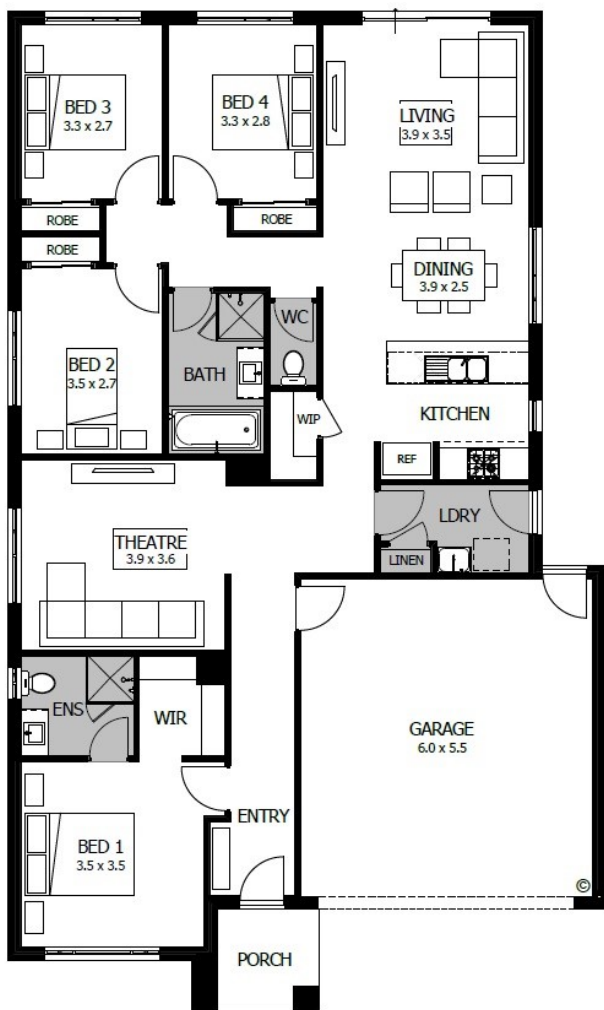 BED 3
3.3 x 2.7
BED 4
3.3 x 2.8
LIVING
3.9 x 3.5
ROBE
ROBE
ROBE
DINING
3.9 x 2.5
WC
BED 2
3.5 x 2.7
BATH
WIP
KITCHEN
REF
THEATRE
3.9 x 3.6
LDRY
LINEN
ENS
WIR
GARAGE
6.0 x 5.5
BED 1
3.5 x 3.5
ENTRY
©
PORCH